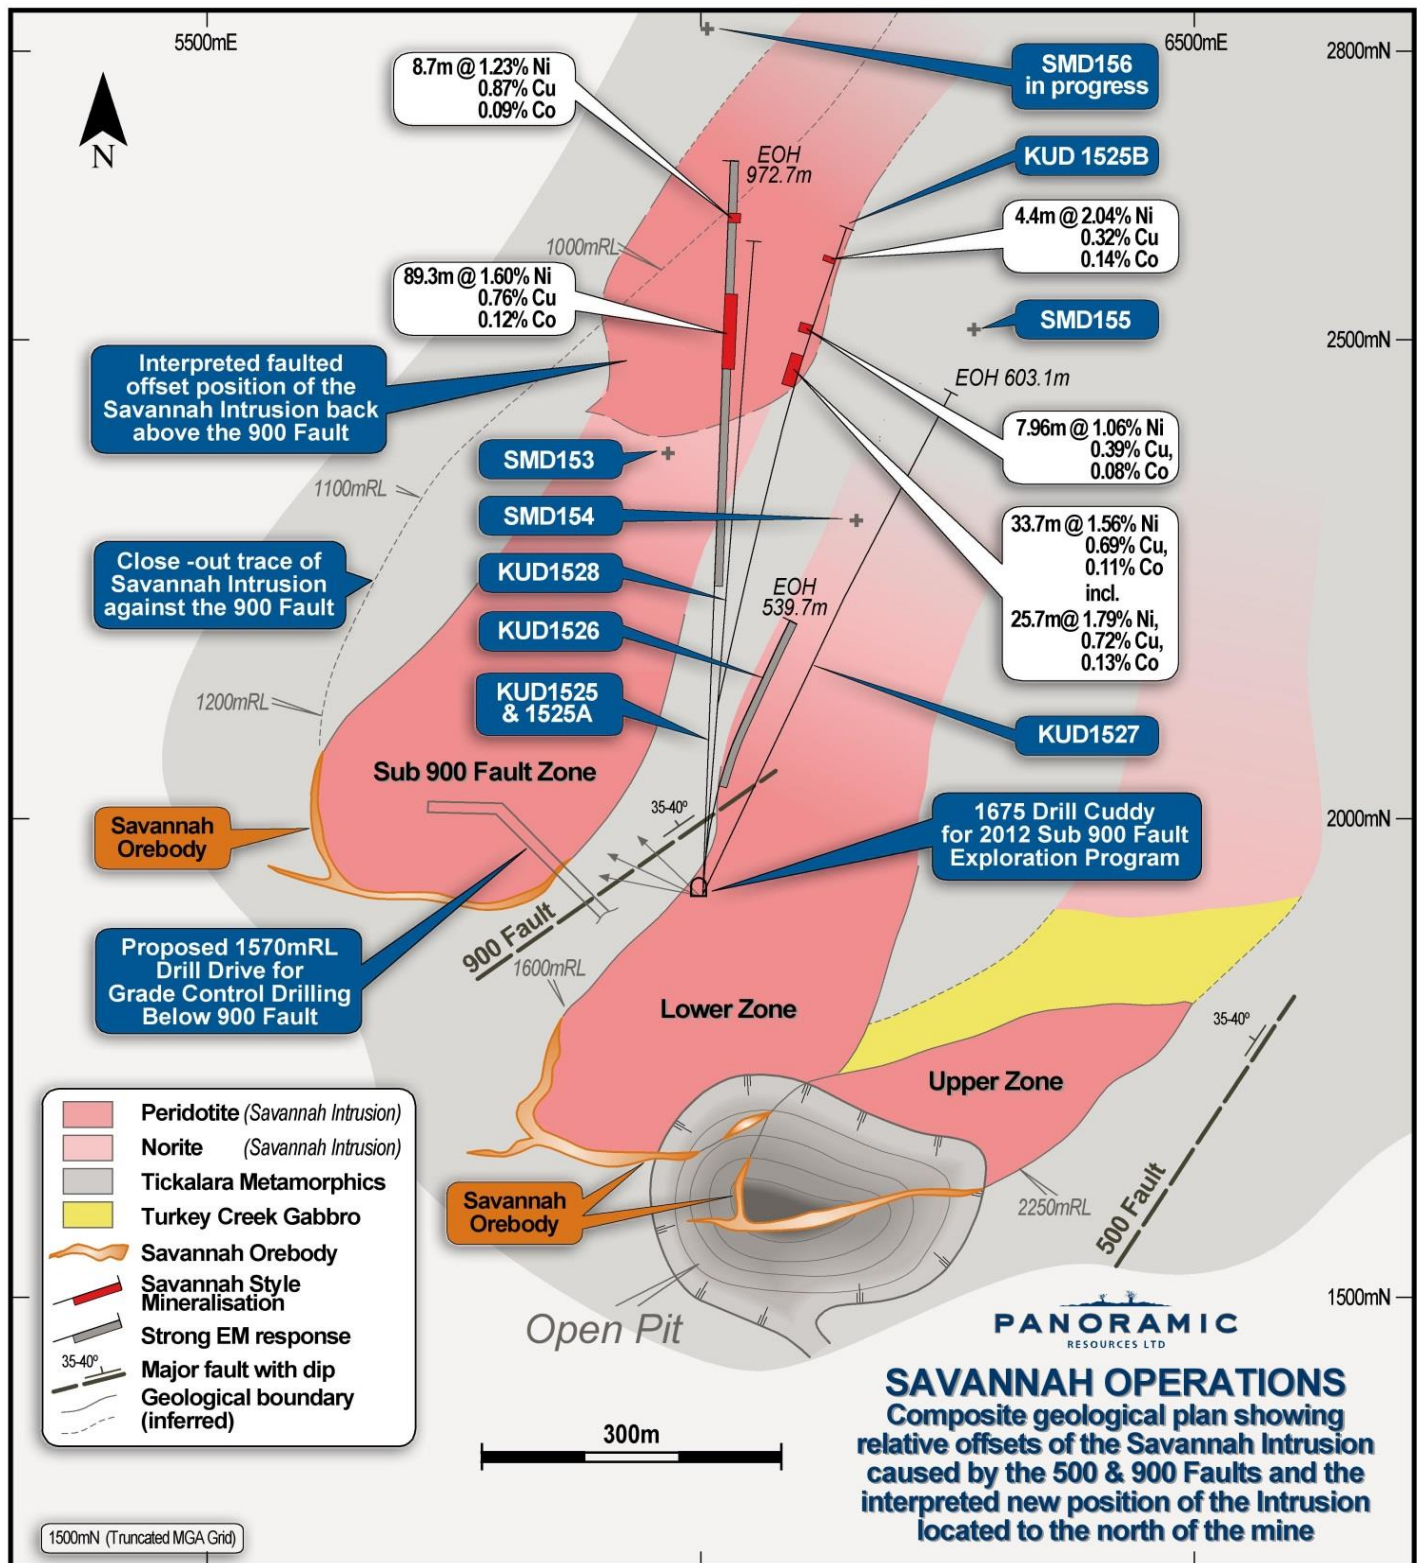 5500mE
6500mE
2800mN
N
8.7m @ 1.23% Ni
0.87% Cu
0.09% Co
SMD156
in progress
EOH
972.7m
KUD 1525B
4.4m @ 2.04% Ni
0.32% Cu
0.14% Co
1000mRL
89.3m @ 1.60% Ni
0.76% Cu
0.12% Co
SMD155
2500mN
Interpreted faulted
offset position of the
Savannah Intrusion back
above the 900 Fault
EOH 603.1m
7.96m @ 1.06% Ni
0.39% Cu,
0.08% Co
SMD153
1100mRL
SMD154
33.7m @ 1.56% Ni
0.69% Cu,
0.11% Co
incl.
25.7m@ 1.79% Ni,
0.72% Cu,
0.13% Co
Close -out trace of
Savannah Intrusion
against the 900 Fault
KUD1528
EOH
539.7m
KUD1526
1200mRL
KUD1525
& 1525A
KUD1527
Sub 900 Fault Zone
35-40°
Savannah
Orebody
1675 Drill Cuddy
for 2012 Sub 900 Fault
Exploration Program
2000mN
900 Fault
Proposed 1570mRL
Drill Drive for
Grade Control Drilling
Below 900 Fault
1600mRL
Lower Zone
35-40°
Upper Zone
Peridotite (Savannah Intrusion)
Norite (Savannah Intrusion)
Tickalara Metamorphics
Turkey Creek Gabbro
Savannah Orebody
Savannah Style
Mineralisation
Strong EM response
35-40°
Major fault with dip
Geological boundary
(inferred)
Savannah
Orebody
2250mRL
500 Fault
Open Pit
1500mN
PANORAMIC
RESOURCES LTD
SAVANNAH OPERATIONS
Composite geological plan showing
relative offsets of the Savannah Intrusion
caused by the 500 & 900 Faults and the
interpreted new position of the Intrusion
located to the north of the mine
300m
1500mN (Truncated MGA Grid)